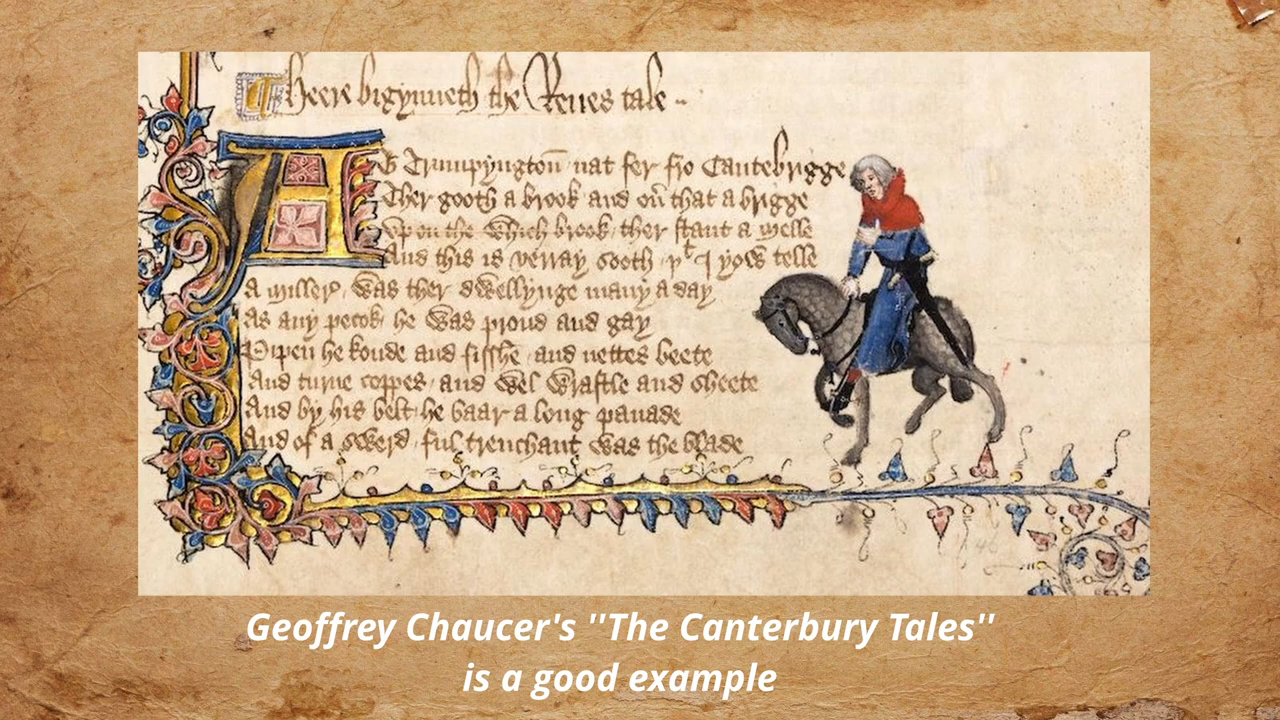 Heere bigynneth the Reues tale
At Trumpyngton nat fer fro Cantebrigge
Ther gooth a brook and ou̅ that a brigge
Vp on the which brook ther stant a melle
And this is verray sooth þᵗ I yow telle
A miller was ther dwellynge many a day
As any pecok he was proud and gay
Pipen he koude and fisshe and nettes beete
And turne coppes and wel wrastle and sheete
And by his belt he baar a long panade
And of a swerd ful trenchant was the blade
Geoffrey Chaucer's ''The Canterbury Tales''
is a good example